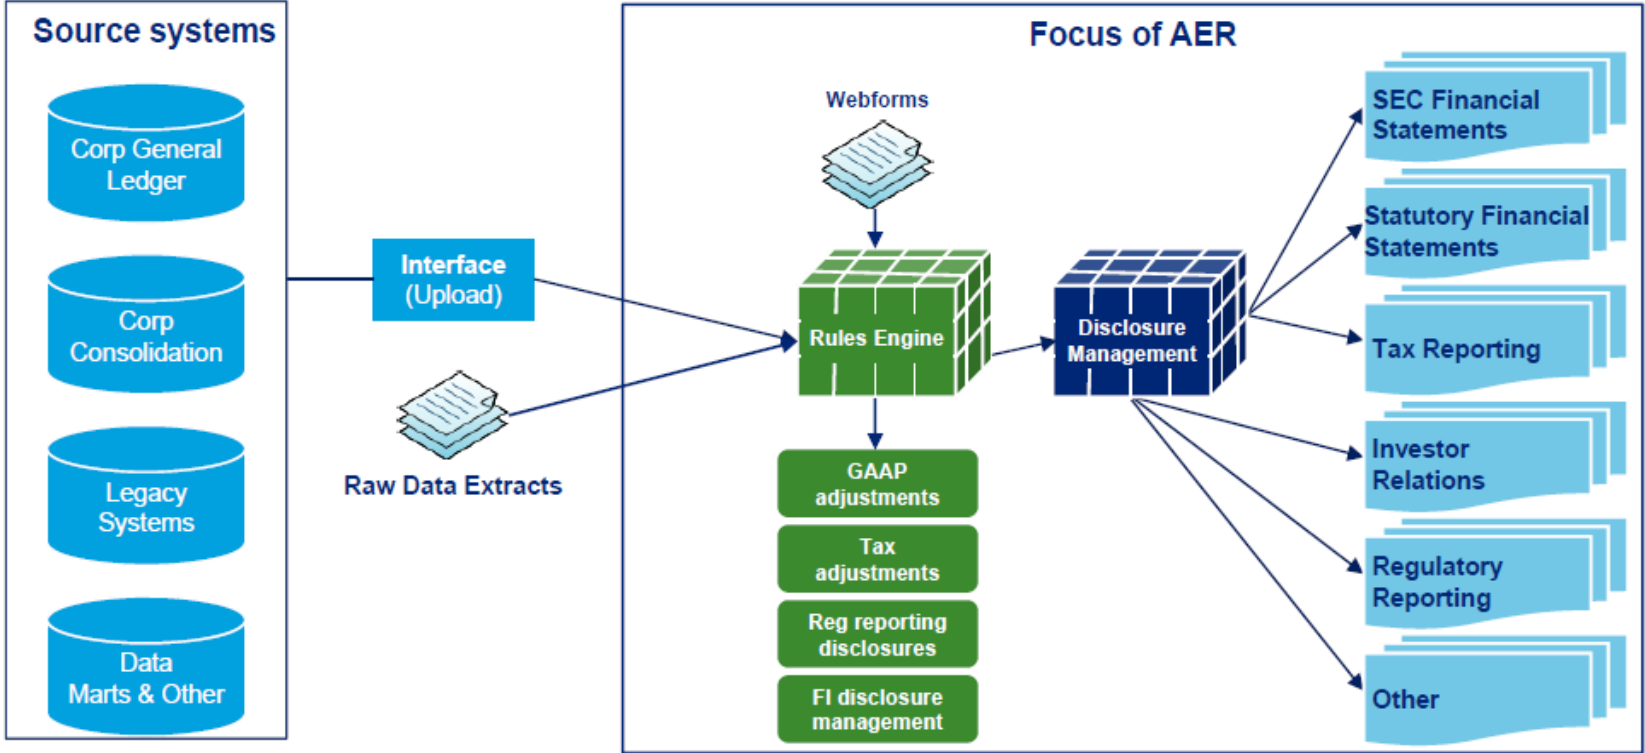 Source systems
Corp General
Ledger
Corp
Consolidation
Legacy
Systems
Data
Marts & Other
Interface
(Upload)
Raw Data Extracts
Focus of AER
Webforms
Rules Engine
GAAP
adjustments
Tax
adjustments
Reg reporting
disclosures
FI disclosure
management
Disclosure
Management
SEC Financial
Statements
Statutory Financial
Statements
Tax Reporting
Investor
Relations
Regulatory
Reporting
Other